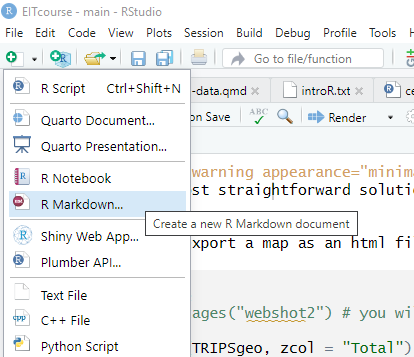 EITcourse - main - RStudio
File Edit Code View Plots Session Build Debug Profile Tools
Go to file/function
R Script Ctrl+Shift+N
-data.qmd
introR.txt
Quarto Document...
on Save
ABC
Render
Quarto Presentation...
warning appearance="minima
R Notebook
st straightforward solutio
R Markdown...
Create a new R Markdown document
Shiny Web App...
xport a map as an html fi
Plumber API...
Text File
ages("webshot2") # you wi
C++ File
Python Script
TRIPSgeo, zcol = "Total")